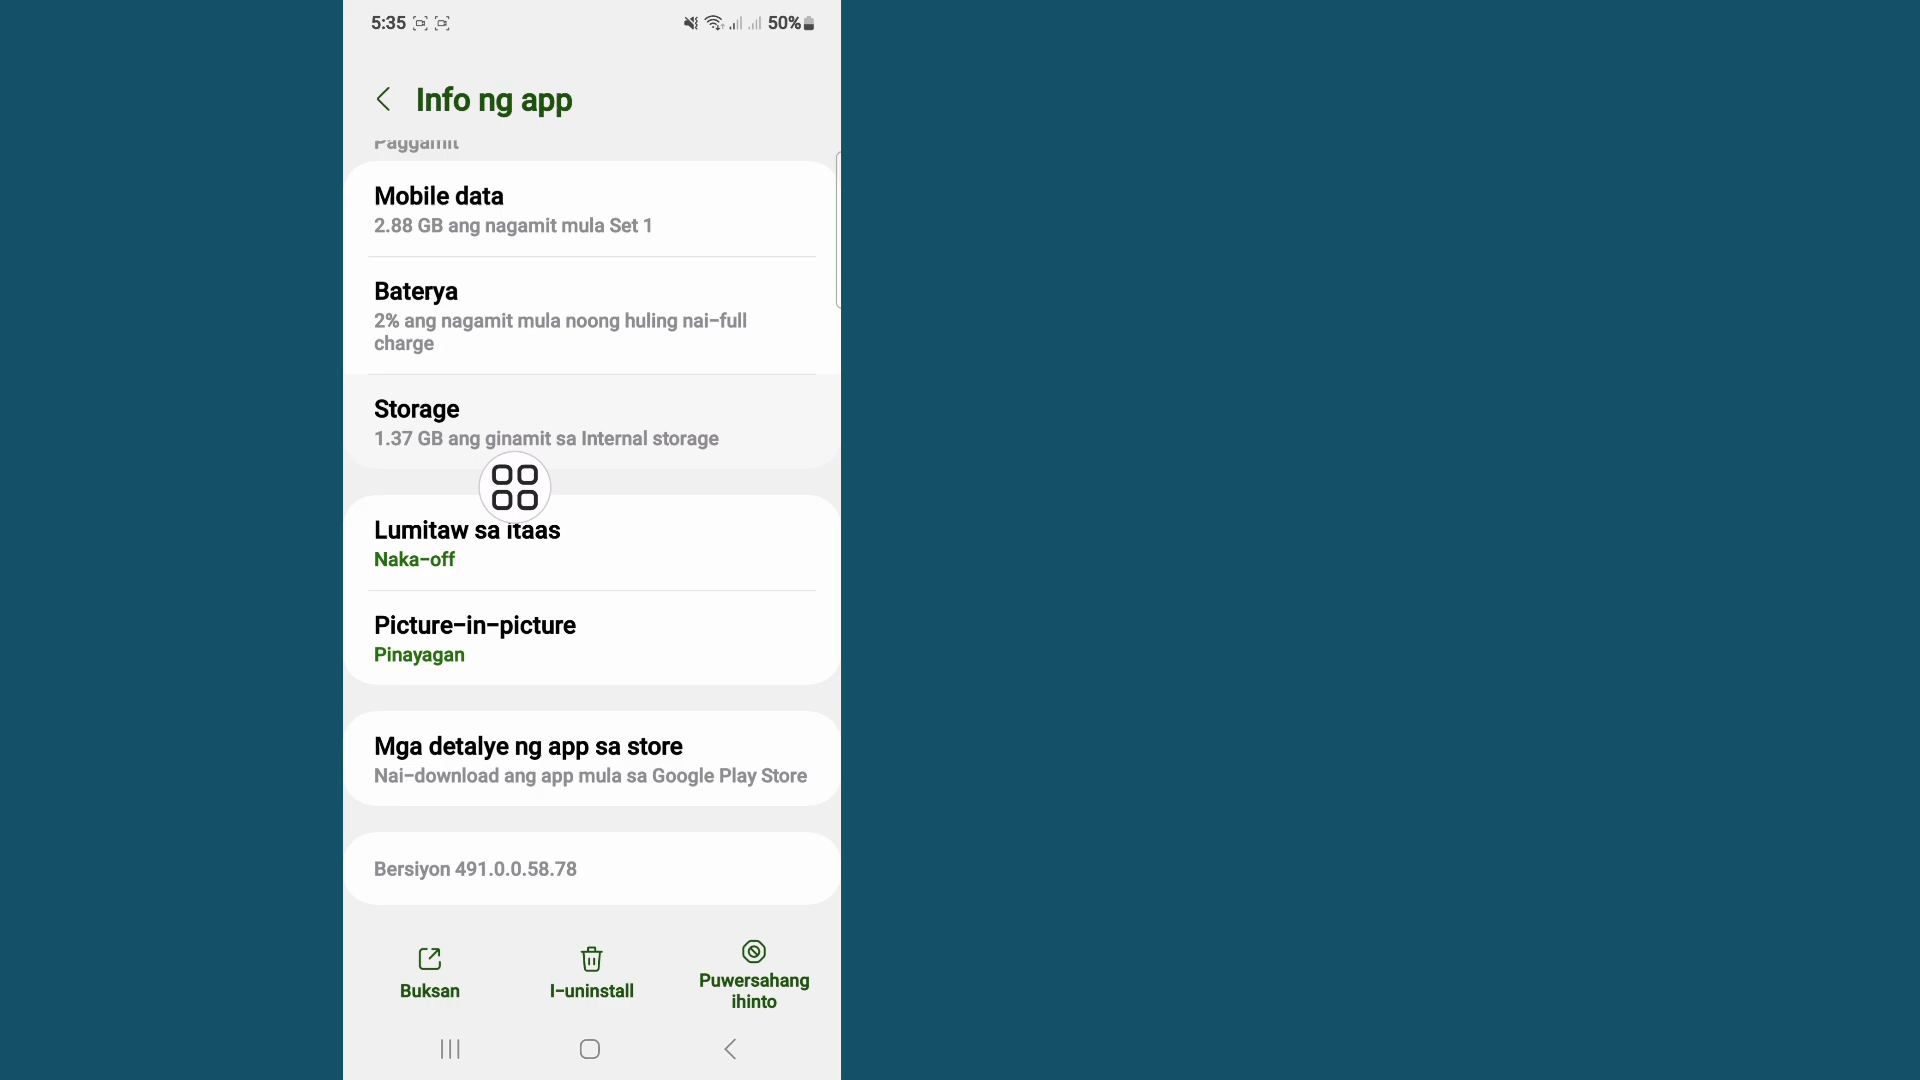 5:35
50%
Info ng app
Paggamit
Mobile data
2.88 GB ang nagamit mula Set 1
Baterya
2% ang nagamit mula noong huling nai-full
charge
Storage
1.37 GB ang ginamit sa Internal storage
Lumitaw sa itaas
Naka-off
Picture-in-picture
Pinayagan
Mga detalye ng app sa store
Nai-download ang app mula sa Google Play Store
Bersiyon 491.0.0.58.78
Buksan
I-uninstall
Puwersahang
ihinto